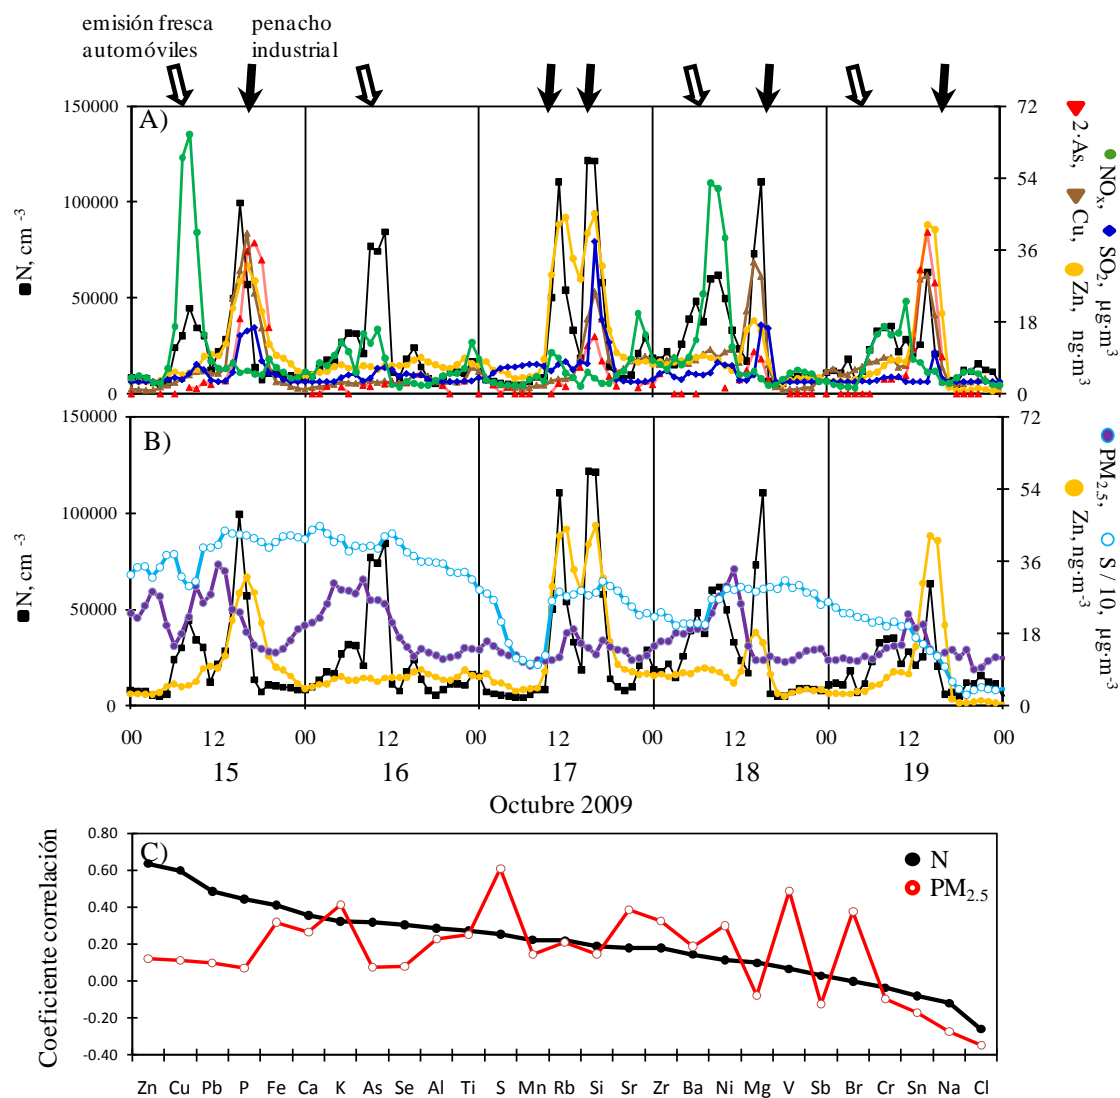 emisión fresca
automóviles
penacho
industrial
A)
150000
100000
50000
0
■N, cm -3
72
54
36
18
0
NOx, SO2, µg·m-3
2·As, Cu, Zn, ng·m-3
B)
150000
100000
50000
0
■N, cm -3
72
54
36
18
0
PM2.5, S / 10, µg·m-3
Zn, ng·m-3
00 12 00 12 00 12 00 12 00 12 00
15 16 17 18 19
Octubre 2009
C)
Coeficiente correlación
0.80
0.60
0.40
0.20
0.00
-0.20
-0.40
N
PM2.5
Zn Cu Pb P Fe Ca K As Se Al Ti S Mn Rb Si Sr Zr Ba Ni Mg V Sb Br Cr Sn Na Cl